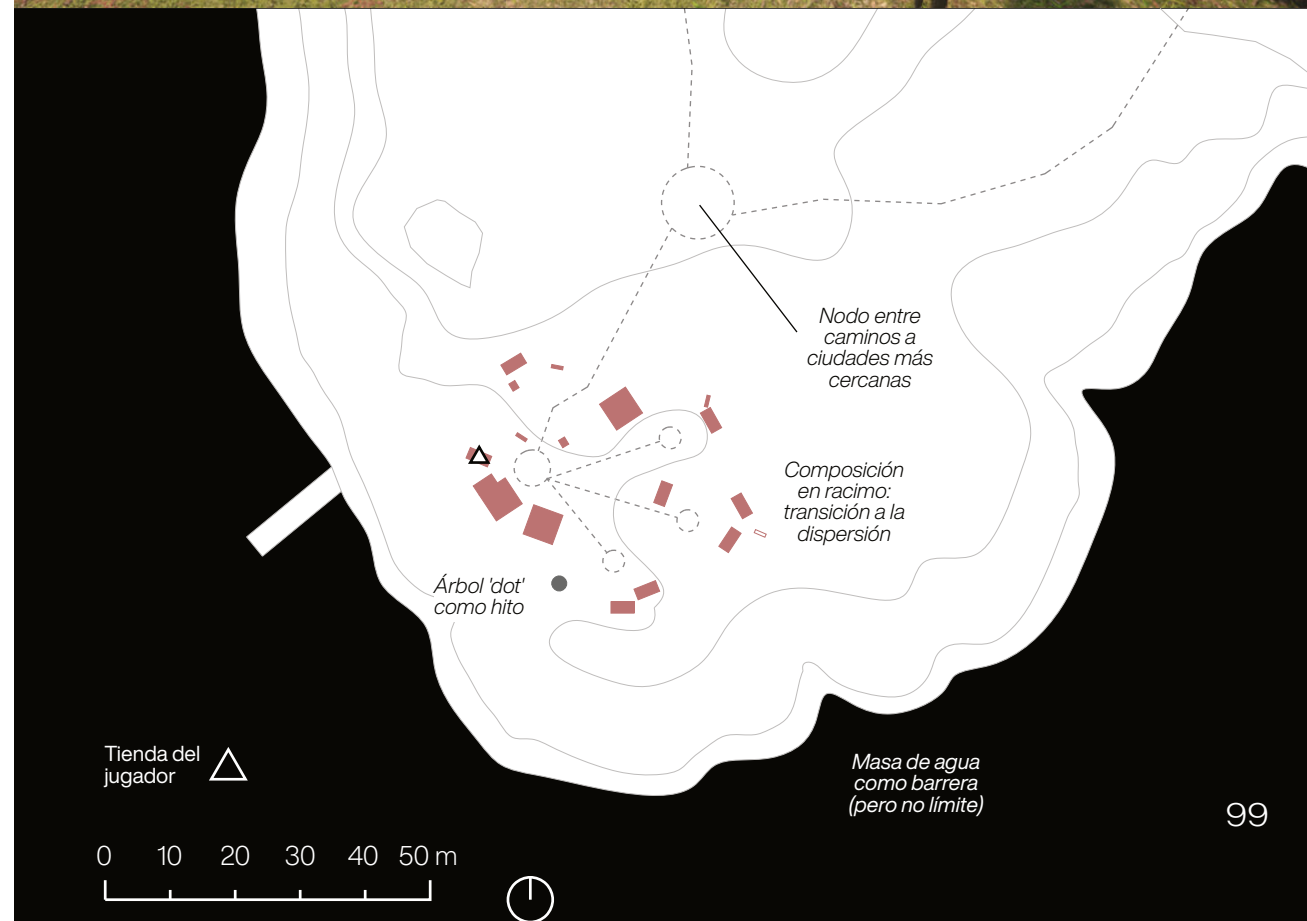 Nodo entre
caminos a
ciudades más
cercanas
Composición
en racimo:
transición a la
dispersión
Árbol 'dot'
como hito
Tienda del
jugador
Masa de agua
como barrera
(pero no límite)
99
0 10 20 30 40 50 m